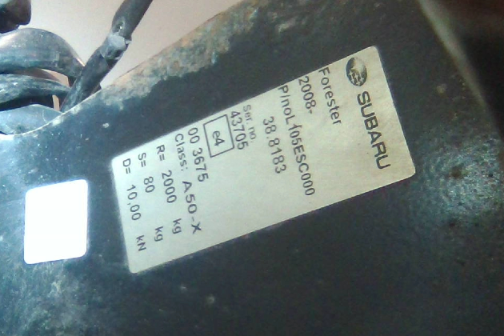 SUBARU
Forester
2008-
P/noL105ESC000
38.8183
Ser no
43705
e4
00 3675
Class: A50-X
R= 2000 kg
S= 80 kg
D= 10,00 kN